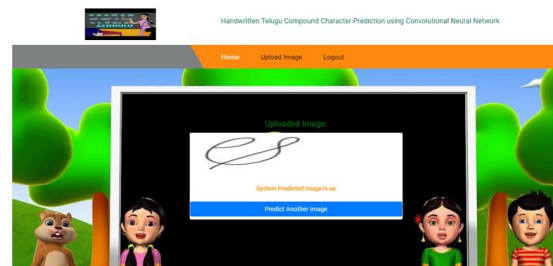 Handwritten Telugu Compound Character Prediction using Convolutional Neural Network
Home Upload Image Logout
Uploaded Image:
System Predicted Image is aa
Predict Another image